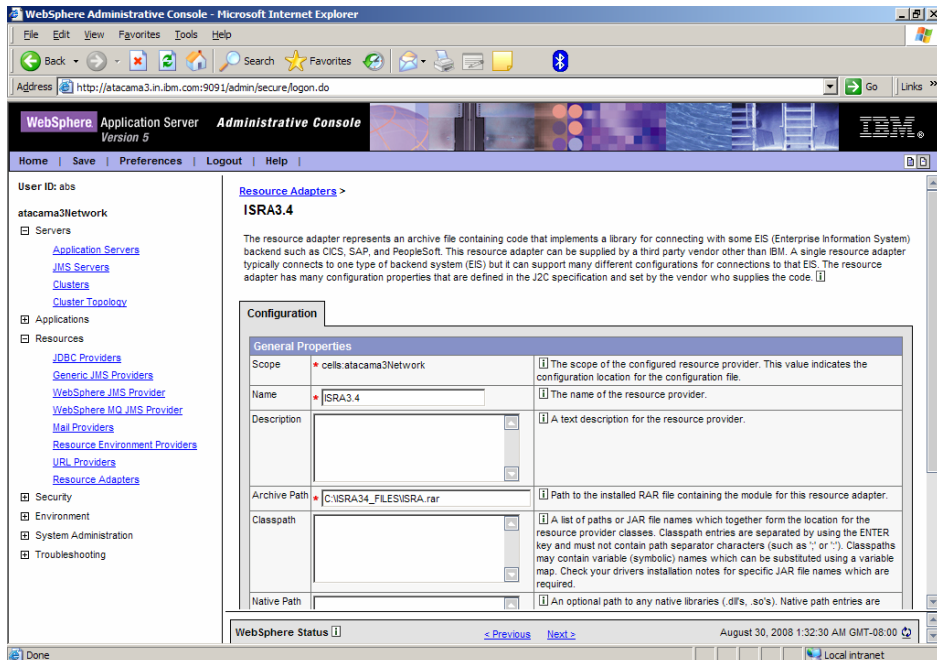 WebSphere Administrative Console - Microsoft Internet Explorer
File Edit View Favorites Tools Help
Back Search Favorites
Address http://atacama3.in.ibm.com:9091/admin/secure/logon.do Go Links »
WebSphere. Application Server Administrative Console
Version 5
IBM®
Home | Save | Preferences | Logout | Help |
User ID: abs
atacama3Network
Servers
Application Servers
JMS Servers
Clusters
Cluster Topology
Applications
Resources
JDBC Providers
Generic JMS Providers
WebSphere JMS Provider
WebSphere MQ JMS Provider
Mail Providers
Resource Environment Providers
URL Providers
Resource Adapters
Security
Environment
System Administration
Troubleshooting
Resource Adapters >
ISRA3.4
The resource adapter represents an archive file containing code that implements a library for connecting with some EIS (Enterprise Information System)
backend such as CICS, SAP, and PeopleSoft. This resource adapter can be supplied by a third party vendor other than IBM. A single resource adapter
typically connects to one type of backend system (EIS) but it can support many different configurations for connections to that EIS. The resource
adapter has many configuration properties that are defined in the J2C specification and set by the vendor who supplies the code. i
Configuration
General Properties
Scope * cells:atacama3Network i The scope of the configured resource provider. This value indicates the
configuration location for the configuration file.
Name * ISRA3.4 i The name of the resource provider.
Description i A text description for the resource provider.
Archive Path * C:\ISRA34_FILES\ISRA.rar i Path to the installed RAR file containing the module for this resource adapter.
Classpath i A list of paths or JAR file names which together form the location for the
resource provider classes. Classpath entries are separated by using the ENTER
key and must not contain path separator characters (such as ';' or ':'). Classpaths
may contain variable (symbolic) names which can be substituted using a variable
map. Check your drivers installation notes for specific JAR file names which are
required.
Native Path i An optional path to any native libraries (.dll's, .so's). Native path entries are
WebSphere Status i < Previous Next > August 30, 2008 1:32:30 AM GMT-08:00
Done Local intranet